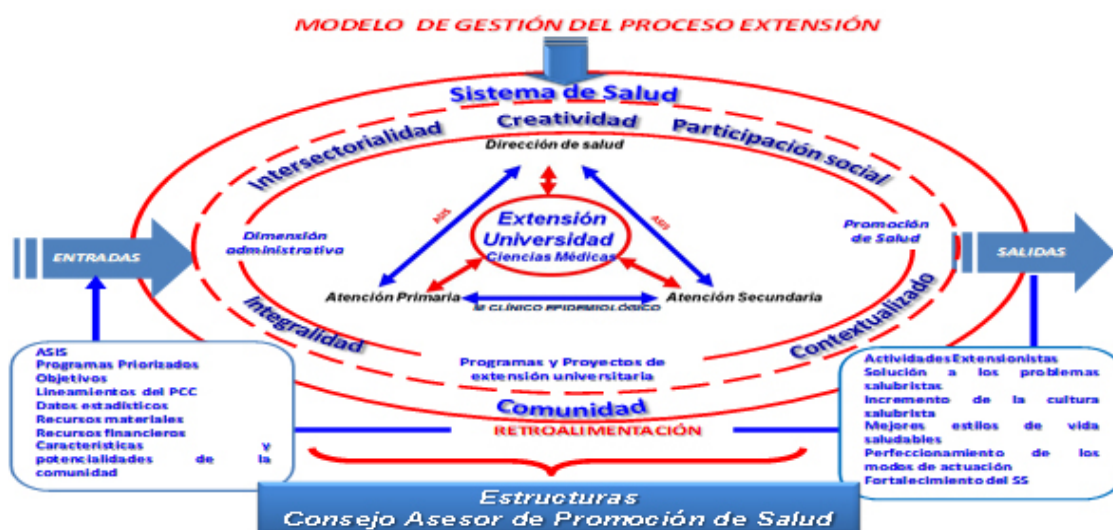 MODELO DE GESTIÓN DEL PROCESO EXTENSIÓN
Sistema de Salud
Intersectorialidad
Creatividad
Participación social
Dirección de salud
ASIS
ASIS
Extensión
Universidad
Ciencias Médicas
Dimensión
administrativa
Promoción
de Salud
ENTRADAS
SALIDAS
Atención Primaria
Atención Secundaria
M CLÍNICO EPIDEMIOLÓGICO
Integralidad
Contextualizado
Programas y Proyectos de
extensión universitaria
Comunidad
RETROALIMENTACIÓN
ASIS
Programas Priorizados
Objetivos
Lineamientos del PCC
Datos estadísticos
Recursos materiales
Recursos financieros
Características y
potencialidades de la
comunidad
Actividades Extensionistas
Solución a los problemas
salubristas
Incremento de la cultura
salubrista
Mejores estilos de vida
saludables
Perfeccionamiento de los
modos de actuación
Fortalecimiento del SS
Estructuras
Consejo Asesor de Promoción de Salud